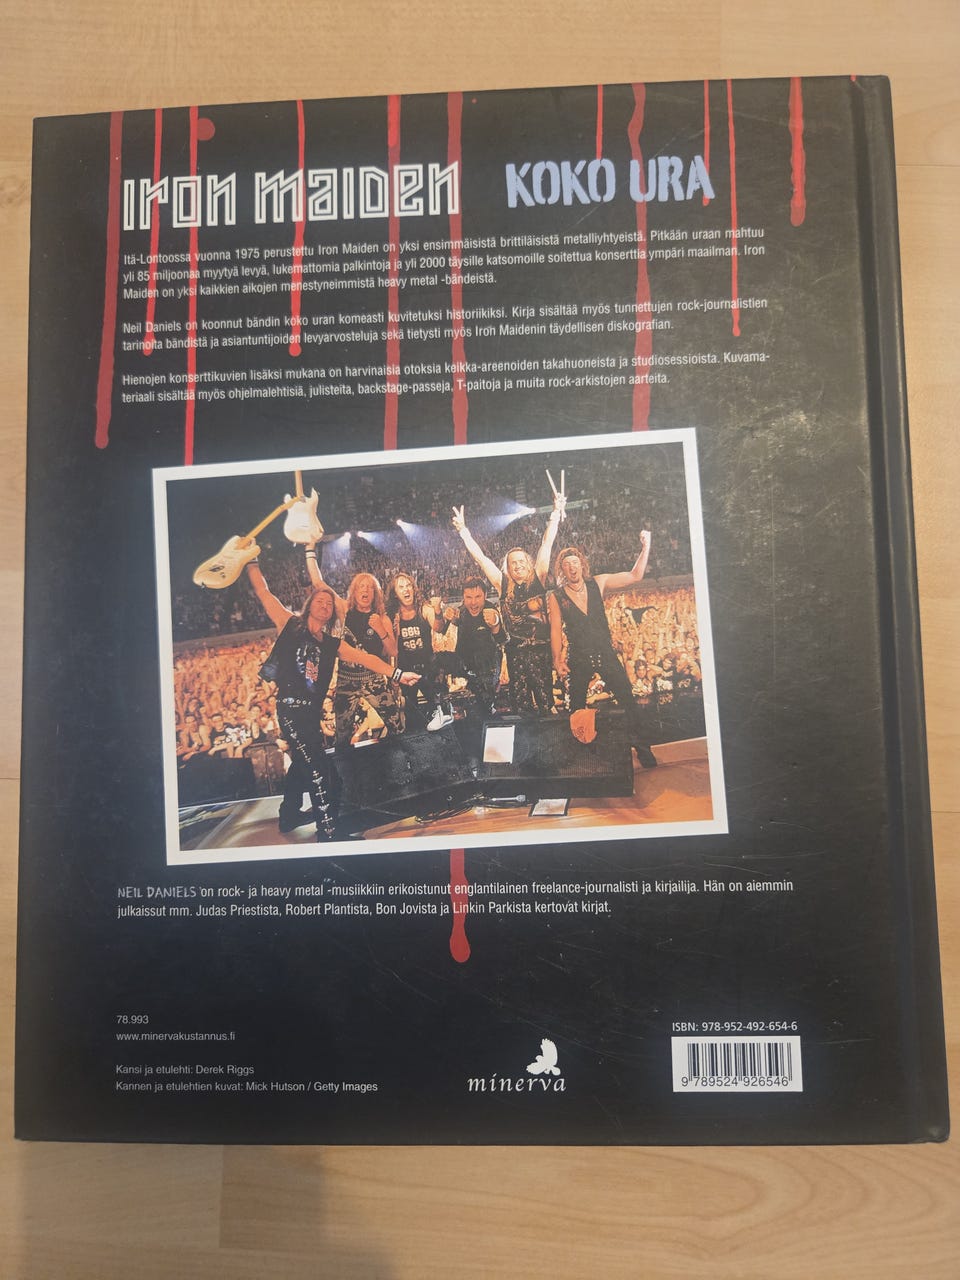 IRON MAIDEN KOKO URA
Itä-Lontoossa vuonna 1975 perustettu Iron Maiden on yksi ensimmäisistä brittiläisistä metalliyhtyeistä. Pitkään uraan mahtuu
yli 85 miljoonaa myytyä levyä, lukemattomia palkintoja ja yli 2000 täysille katsomoille soitettua konserttia ympäri maailman. Iron
Maiden on yksi kaikkien aikojen menestyneimmistä heavy metal -bändeistä.
Neil Daniels on koonnut bändin koko uran komeasti kuvitetuksi historiikiksi. Kirja sisältää myös tunnettujen rock-journalistien
tarinoita bändistä ja asiantuntijoiden levyarvosteluja sekä tietysti myös Iron Maidenin täydellisen diskografian.
Hienojen konserttikuvien lisäksi mukana on harvinaisia otoksia keikka-areenoiden takahuoneista ja studiosessioista. Kuvama-
teriaali sisältää myös ohjelmalehtisiä, julisteita, backstage-passeja, T-paitoja ja muita rock-arkistojen aarteita.
NEIL DANIELS on rock- ja heavy metal -musiikkiin erikoistunut englantilainen freelance-journalisti ja kirjailija. Hän on aiemmin
julkaissut mm. Judas Priestista, Robert Plantista, Bon Jovista ja Linkin Parkista kertovat kirjat.
78.993
www.minervakustannus.fi
Kansi ja etulehti: Derek Riggs
Kannen ja etulehtien kuvat: Mick Hutson / Getty Images
minerva
ISBN: 978-952-492-654-6
9 789524 926546